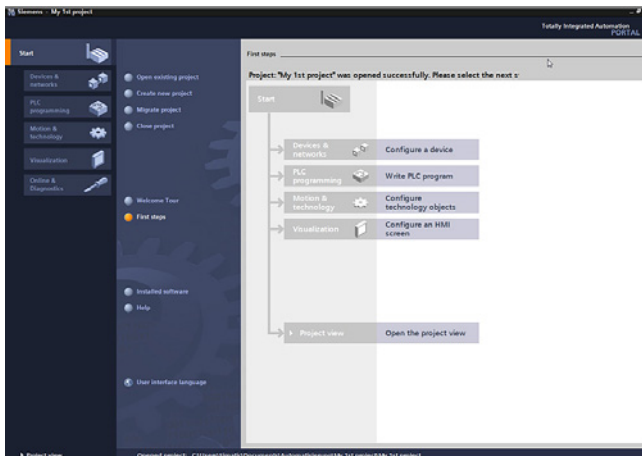 Siemens - My 1st project
Totally Integrated Automation
PORTAL
Start
Devices &
networks
PLC
programming
Motion &
technology
Visualization
Online &
Diagnostics
Open existing project
Create new project
Migrate project
Close project
Welcome Tour
First steps
Installed software
Help
User interface language
First steps
Project: "My 1st project" was opened successfully. Please select the next s
Start
Devices &
networks
Configure a device
PLC
programming
Write PLC program
Motion &
technology
Configure
technology objects
Visualization
Configure an HMI
screen
Project view
Open the project view
Project view
Opened project: